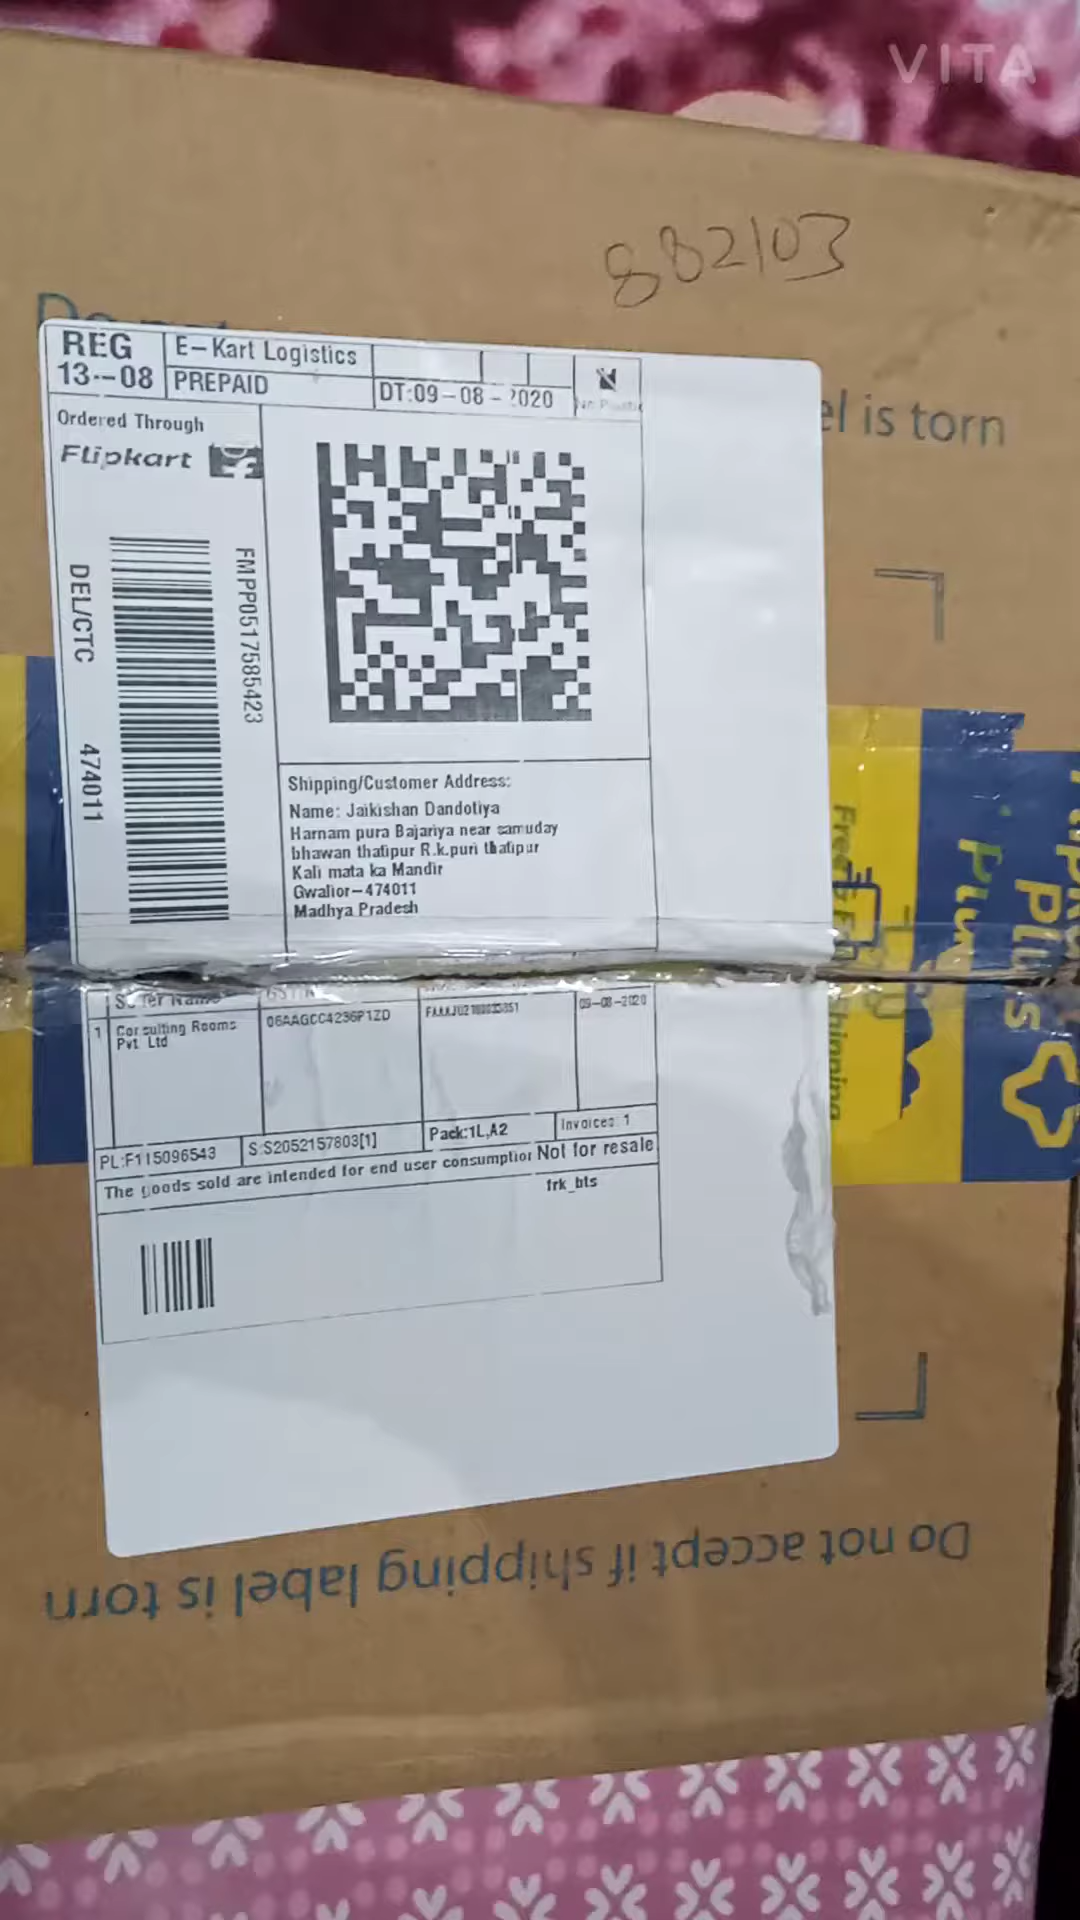 VITA
882103
el is torn
REG
13--08
E-Kart Logistics
PREPAID
DT:09-08-2020
Ordered Through
Flipkart
FMPP0517585423
DEL/CTC 474011
Shipping/Customer Address:
Name: Jaikishan Dandotiya
Harnam pura Bajariya near samuday
bhawan thatipur R.k.puri thatipur
Kali mata ka Mandir
Gwalior-474011
Madhya Pradesh
Free
Shipping
Plus
1 Consulting Rooms
Pvt Ltd
06AAGCC4236P1ZD
09-08-2020
PL:F115096543
S:S2052157803[1]
Pack:1L,A2
Invoices: 1
The goods sold are intended for end user consumption Not for resale
frk_bts
Do not accept if shipping label is torn